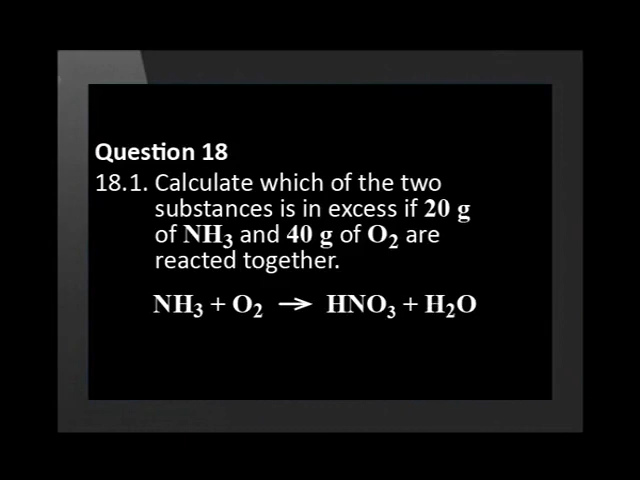 Question 18
18.1. Calculate which of the two
substances is in excess if 20 g
of NH₃ and 40 g of O₂ are
reacted together.
NH₃ + O₂ → HNO₃ + H₂O